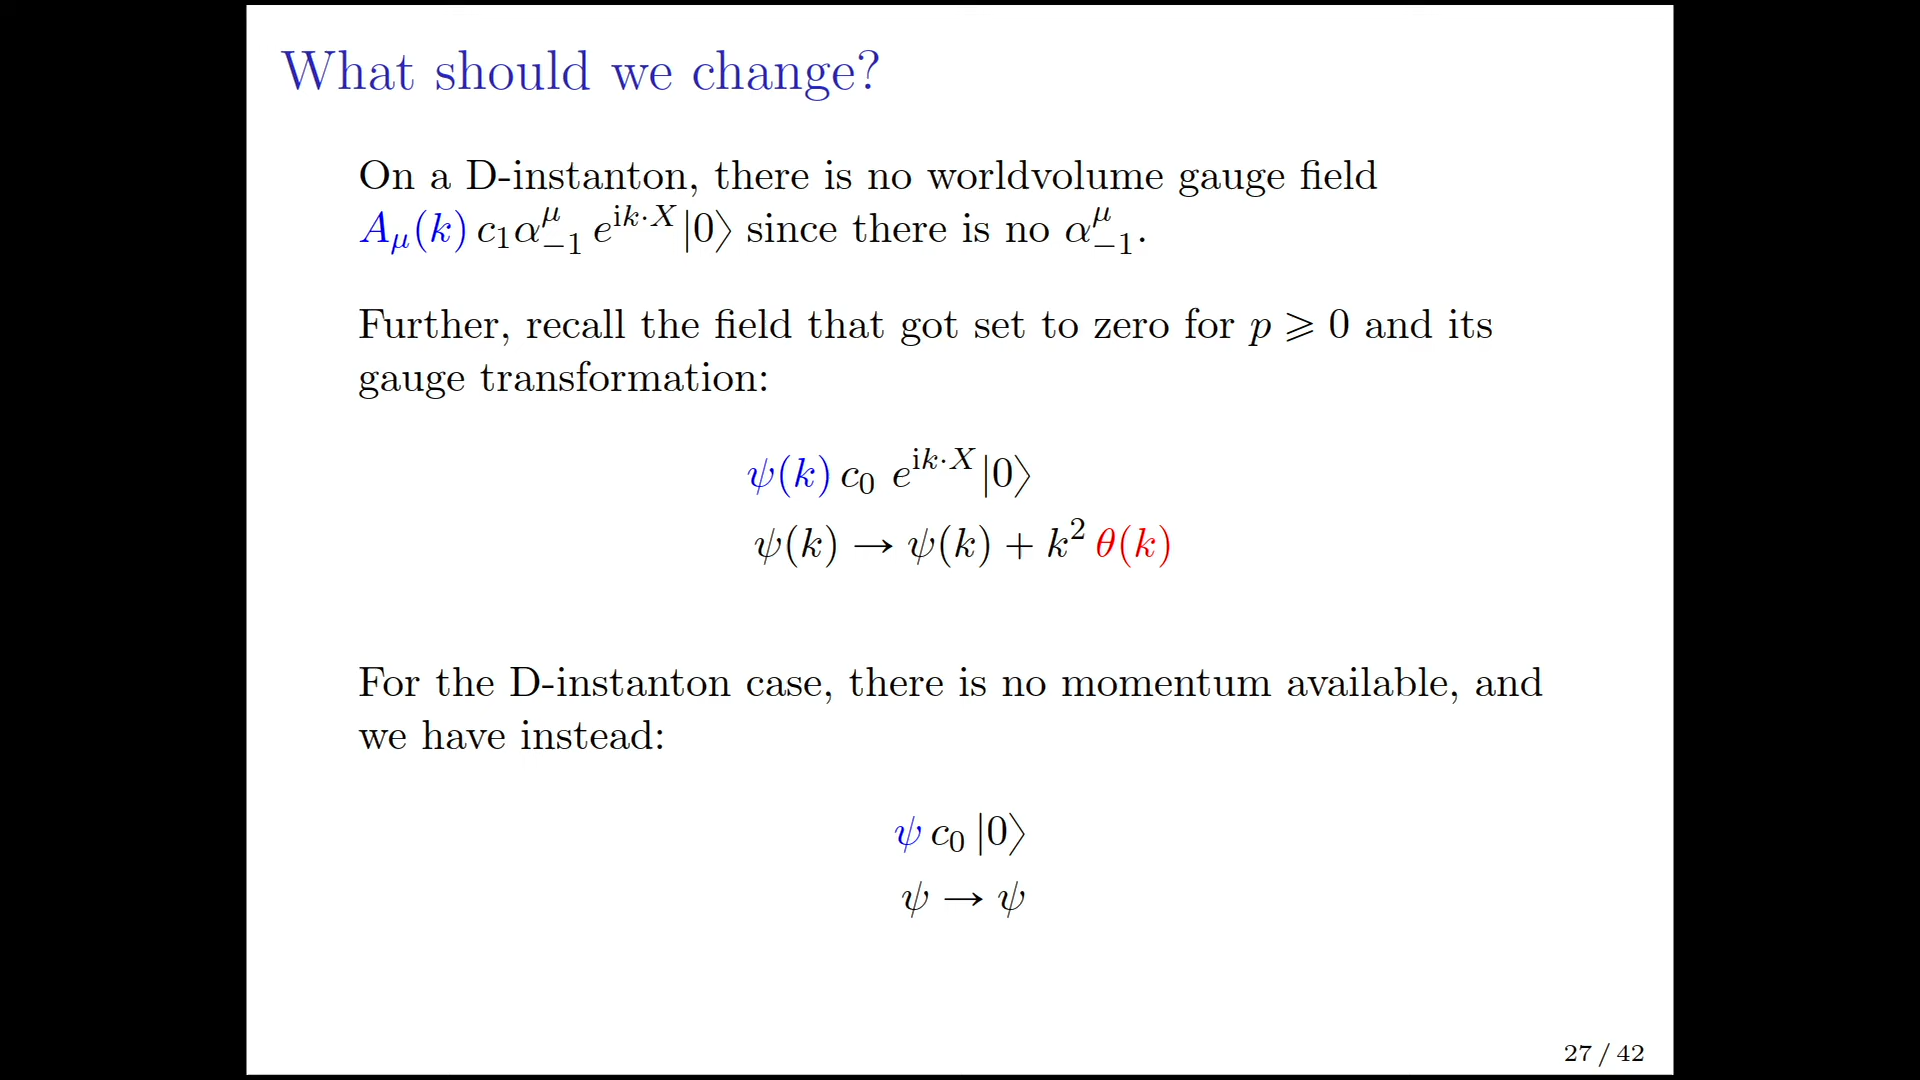 What should we change?
On a D-instanton, there is no worldvolume gauge field
A_μ(k) c_1 α^μ_{−1} e^{ik·X}|0⟩ since there is no α^μ_{−1}.
Further, recall the field that got set to zero for p ⩾ 0 and its
gauge transformation:
ψ(k) c_0 e^{ik·X}|0⟩
ψ(k) → ψ(k) + k² θ(k)
For the D-instanton case, there is no momentum available, and
we have instead:
ψ c_0 |0⟩
ψ → ψ
27 / 42